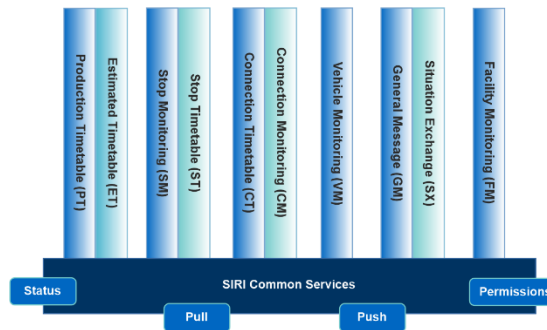 Production Timetable (PT)
Estimated Timetable (ET)
Stop Monitoring (SM)
Stop Timetable (ST)
Connection Timetable (CT)
Connection Monitoring (CM)
Vehicle Monitoring (VM)
General Message (GM)
Situation Exchange (SX)
Facility Monitoring (FM)
SIRI Common Services
Status
Permissions
Pull
Push